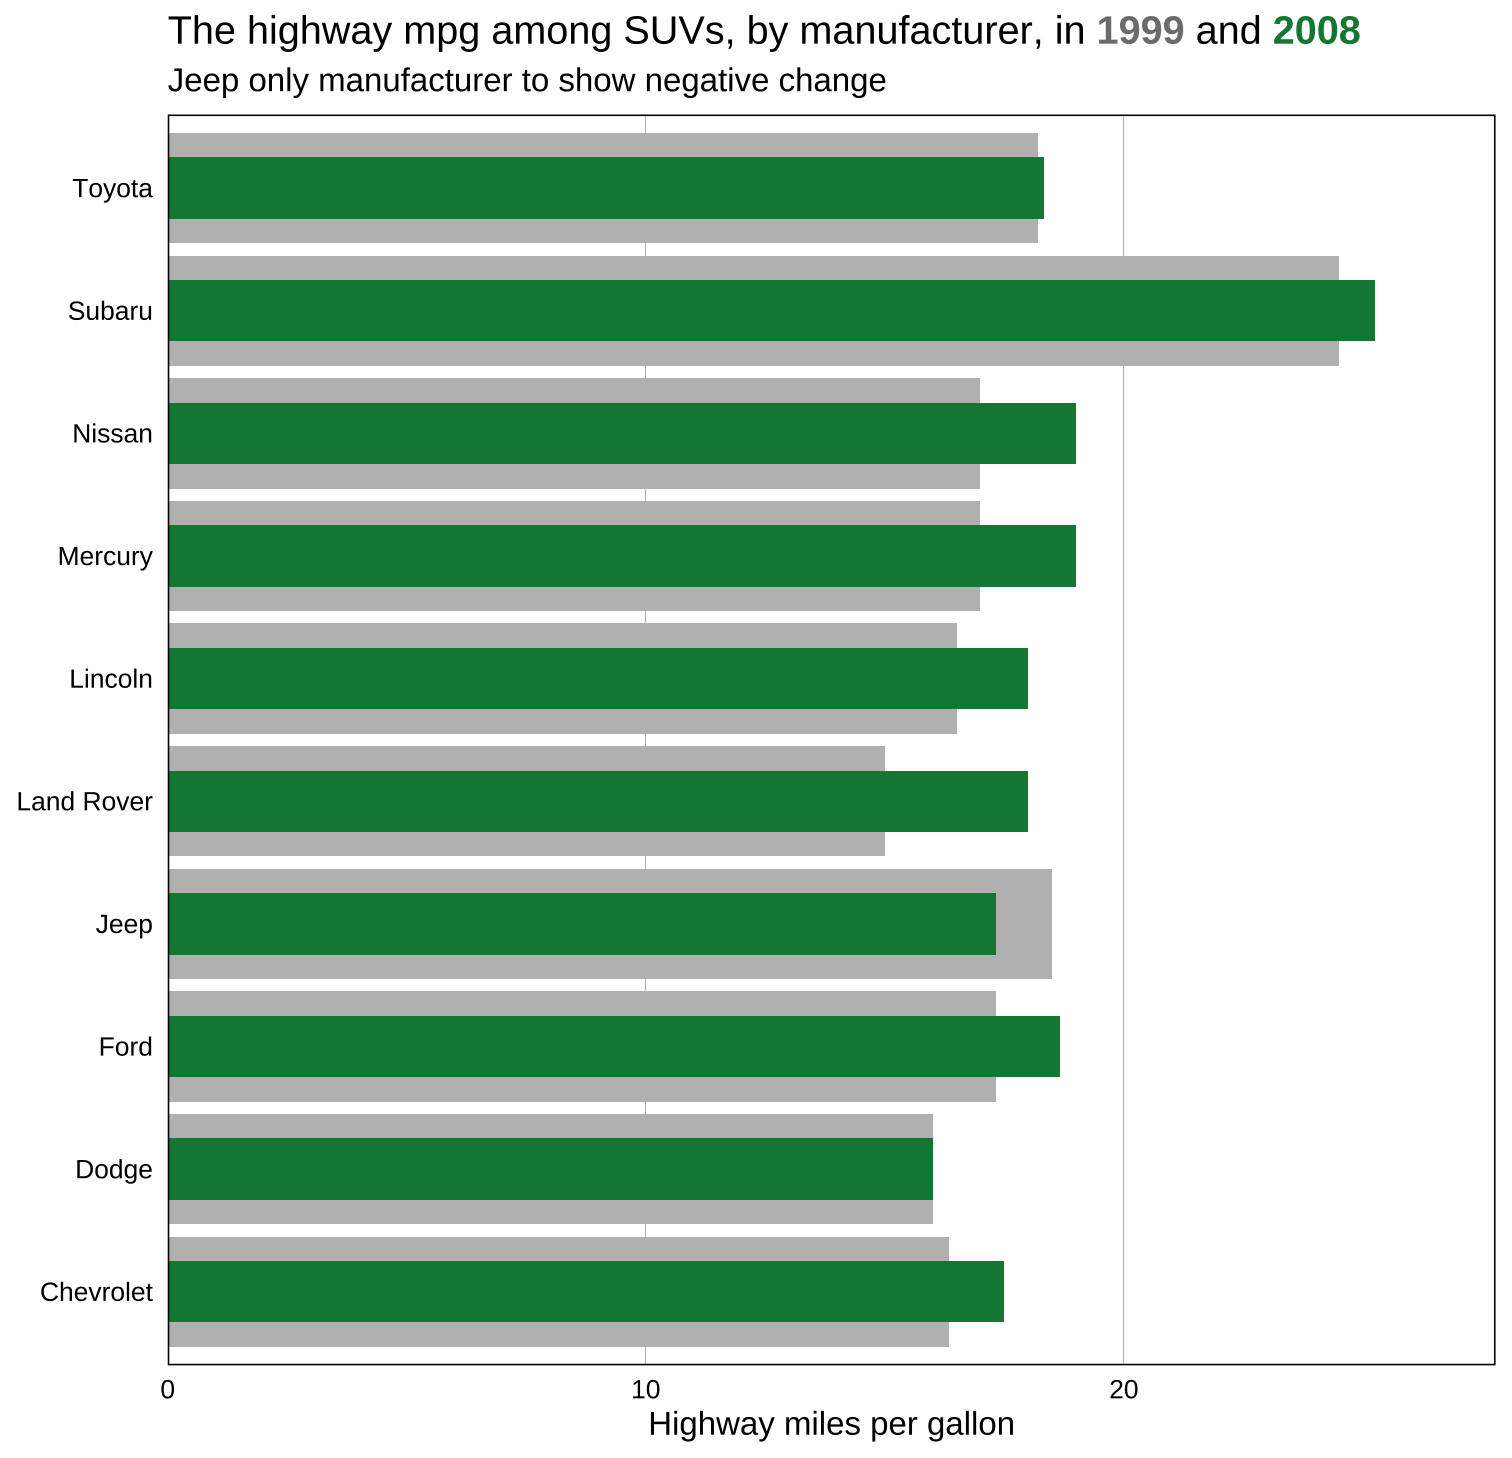 The highway mpg among SUVs, by manufacturer, in 1999 and 2008
Jeep only manufacturer to show negative change
Toyota
Subaru
Nissan
Mercury
Lincoln
Land Rover
Jeep
Ford
Dodge
Chevrolet
0 10 20
Highway miles per gallon